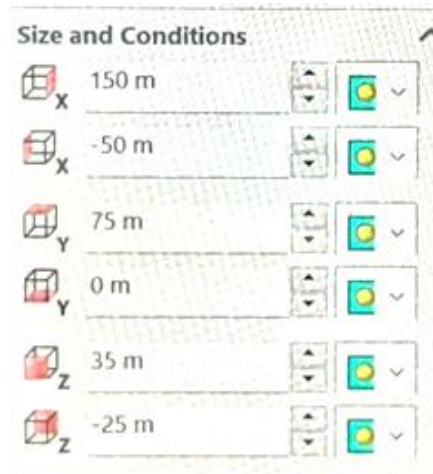 Size and Conditions
X 150 m
X -50 m
Y 75 m
Y 0 m
Z 35 m
Z -25 m